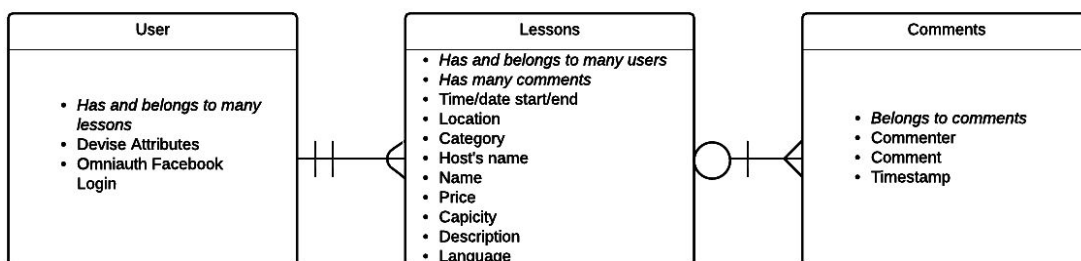 User
Has and belongs to many
lessons
Devise Attributes
Omniauth Facebook
Login
Lessons
Has and belongs to many users
Has many comments
Time/date start/end
Location
Category
Host's name
Name
Price
Capicity
Description
Language
Comments
Belongs to comments
Commenter
Comment
Timestamp